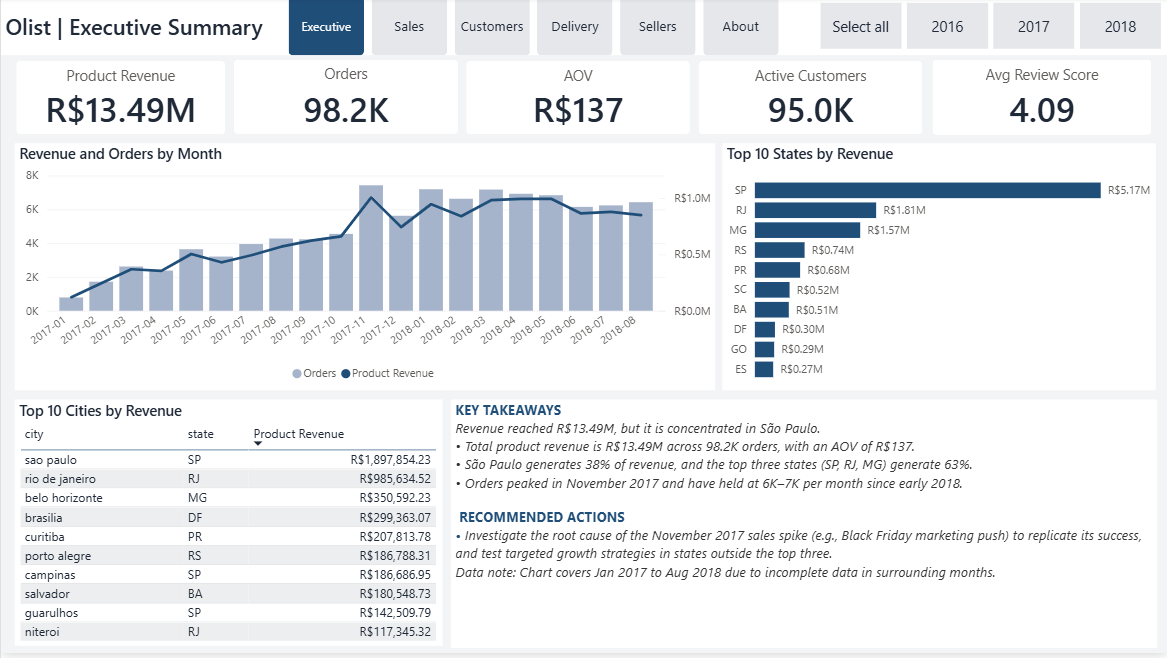 Olist | Executive Summary
Executive
Sales
Customers
Delivery
Sellers
About
Select all
2016
2017
2018
Product Revenue
R$13.49M
Orders
98.2K
AOV
R$137
Active Customers
95.0K
Avg Review Score
4.09
Revenue and Orders by Month
8K
6K
4K
2K
0K
R$1.0M
R$0.5M
R$0.0M
2017-01
2017-02
2017-03
2017-04
2017-05
2017-06
2017-07
2017-08
2017-09
2017-10
2017-11
2017-12
2018-01
2018-02
2018-03
2018-04
2018-05
2018-06
2018-07
2018-08
Orders Product Revenue
Top 10 States by Revenue
SP R$5.17M
RJ R$1.81M
MG R$1.57M
RS R$0.74M
PR R$0.68M
SC R$0.52M
BA R$0.51M
DF R$0.30M
GO R$0.29M
ES R$0.27M
Top 10 Cities by Revenue
city state Product Revenue
sao paulo SP R$1,897,854.23
rio de janeiro RJ R$985,634.52
belo horizonte MG R$350,592.23
brasilia DF R$299,363.07
curitiba PR R$207,813.78
porto alegre RS R$186,788.31
campinas SP R$186,686.95
salvador BA R$180,548.73
guarulhos SP R$142,509.79
niteroi RJ R$117,345.32
KEY TAKEAWAYS
Revenue reached R$13.49M, but it is concentrated in São Paulo.
• Total product revenue is R$13.49M across 98.2K orders, with an AOV of R$137.
• São Paulo generates 38% of revenue, and the top three states (SP, RJ, MG) generate 63%.
• Orders peaked in November 2017 and have held at 6K–7K per month since early 2018.
RECOMMENDED ACTIONS
• Investigate the root cause of the November 2017 sales spike (e.g., Black Friday marketing push) to replicate its success,
and test targeted growth strategies in states outside the top three.
Data note: Chart covers Jan 2017 to Aug 2018 due to incomplete data in surrounding months.